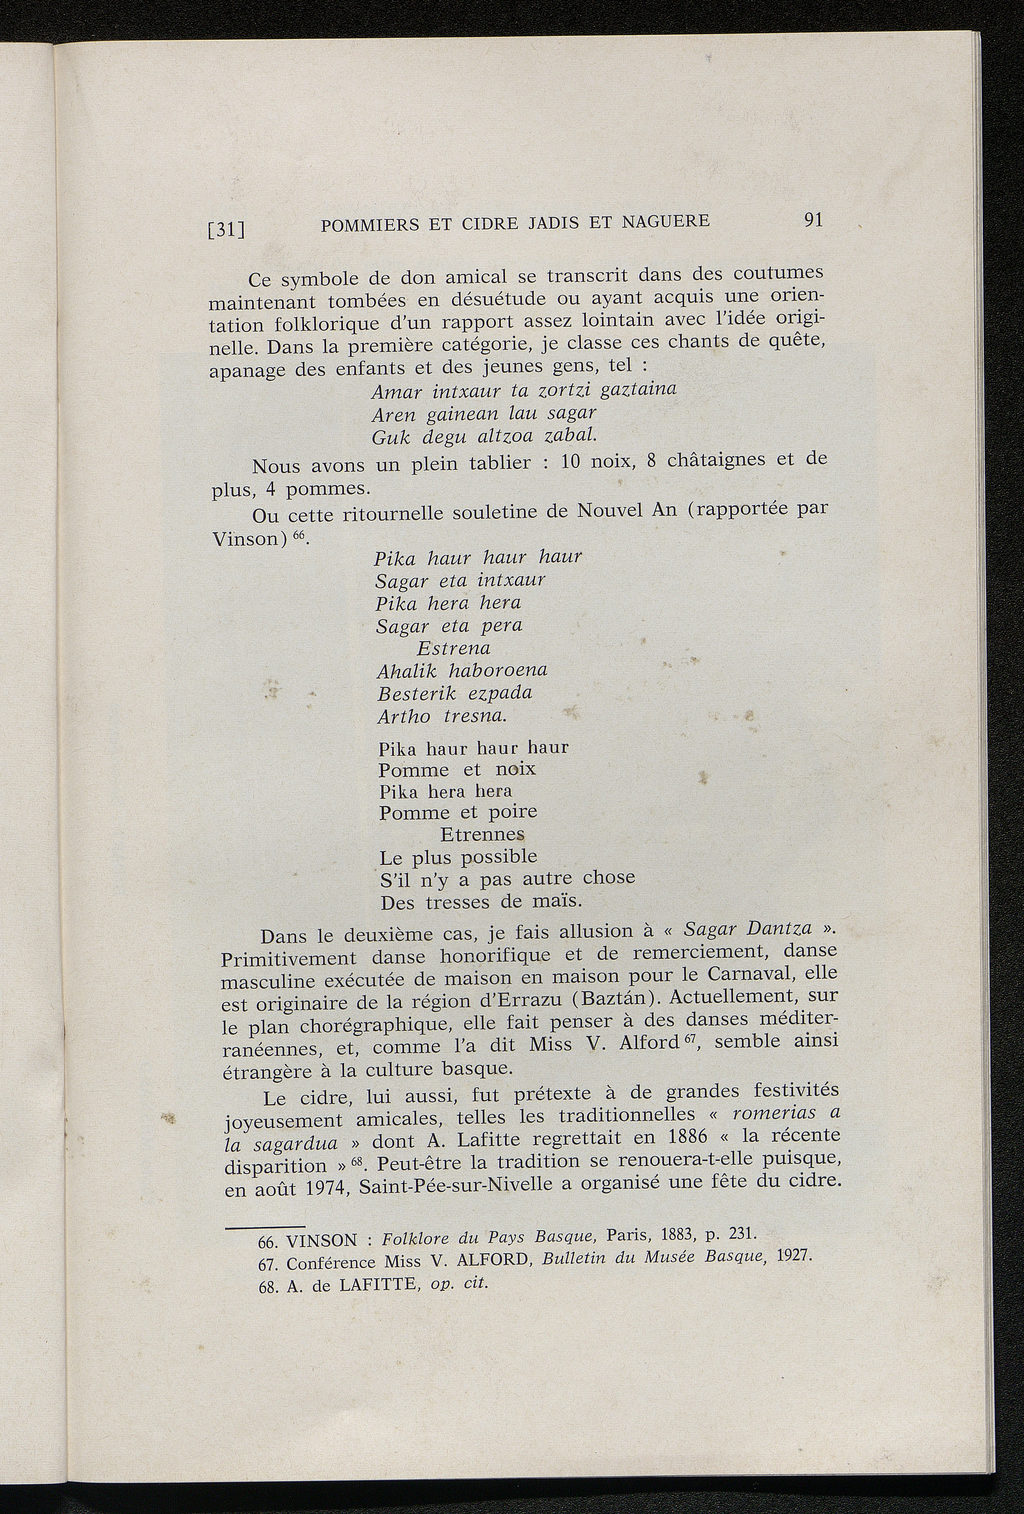 [31] POMMIERS ET CIDRE JADIS ET NAGUERE 91
Ce symbole de don amical se transcrit dans des coutumes
maintenant tombées en désuétude ou ayant acquis une orien-
tation folklorique d'un rapport assez lointain avec l'idée origi-
nelle. Dans la première catégorie, je classe ces chants de quête,
apanage des enfants et des jeunes gens, tel :
Amar intxaur ta zortzi gaztaina
Aren gainean lau sagar
Guk degu altzoa zabal.
Nous avons un plein tablier : 10 noix, 8 châtaignes et de
plus, 4 pommes.
Ou cette ritournelle souletine de Nouvel An (rapportée par
Vinson) 66.
Pika haur haur haur
Sagar eta intxaur
Pika hera hera
Sagar eta pera
Estrena
Ahalik haboroena
Besterik ezpada
Artho tresna.
Pika haur haur haur
Pomme et noix
Pika hera hera
Pomme et poire
Etrennes
Le plus possible
S'il n'y a pas autre chose
Des tresses de maïs.
Dans le deuxième cas, je fais allusion à « Sagar Dantza ».
Primitivement danse honorifique et de remerciement, danse
masculine exécutée de maison en maison pour le Carnaval, elle
est originaire de la région d'Errazu (Baztán). Actuellement, sur
le plan chorégraphique, elle fait penser à des danses méditer-
ranéennes, et, comme l'a dit Miss V. Alford 67, semble ainsi
étrangère à la culture basque.
Le cidre, lui aussi, fut prétexte à de grandes festivités
joyeusement amicales, telles les traditionnelles « romerias a
la sagardua » dont A. Lafitte regrettait en 1886 « la récente
disparition » 68. Peut-être la tradition se renouera-t-elle puisque,
en août 1974, Saint-Pée-sur-Nivelle a organisé une fête du cidre.
66. VINSON : Folklore du Pays Basque, Paris, 1883, p. 231.
67. Conférence Miss V. ALFORD, Bulletin du Musée Basque, 1927.
68. A. de LAFITTE, op. cit.